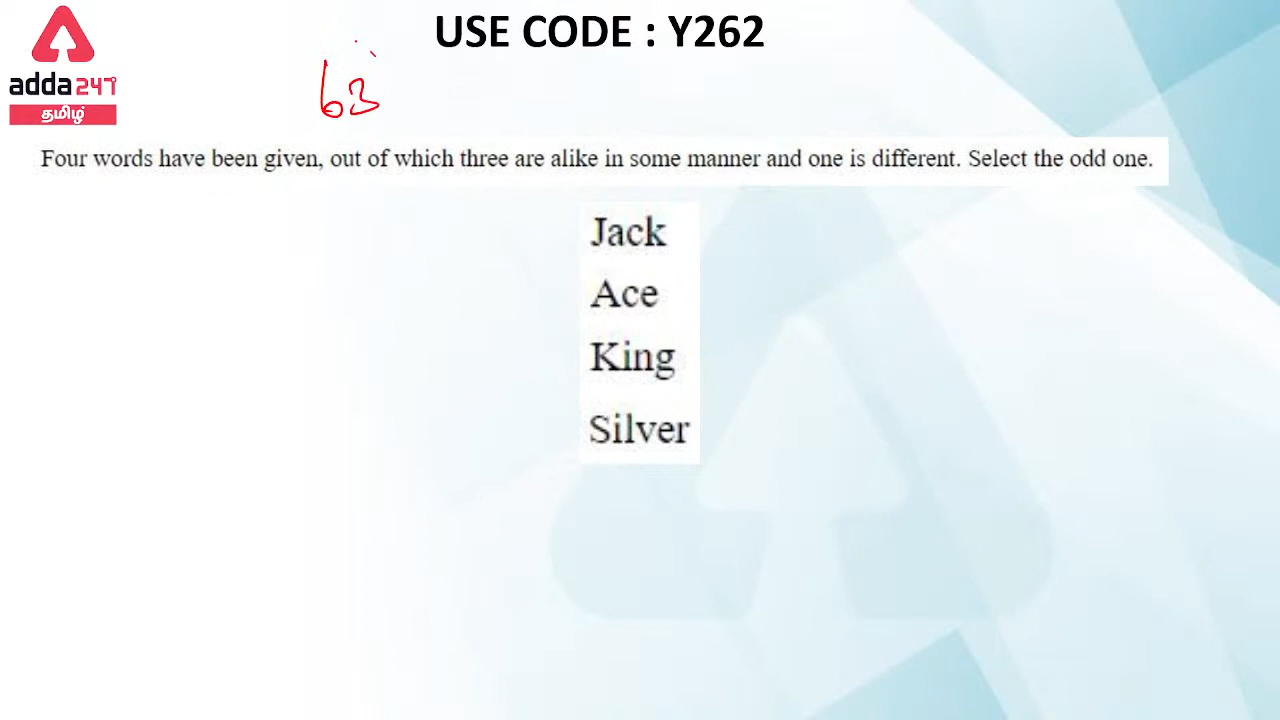 USE CODE : Y262
adda247
தமிழ்
63
Four words have been given, out of which three are alike in some manner and one is different. Select the odd one.
Jack
Ace
King
Silver